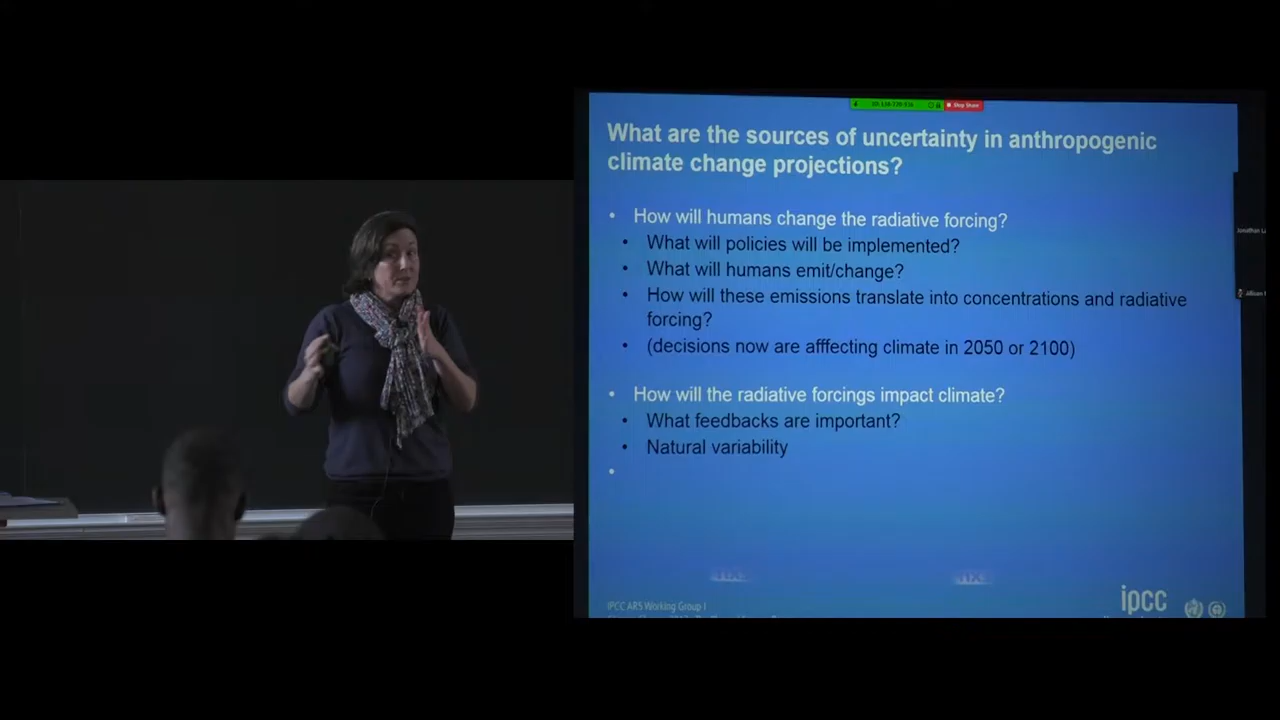 Stop Share
What are the sources of uncertainty in anthropogenic
climate change projections?
• How will humans change the radiative forcing?
• What will policies will be implemented?
• What will humans emit/change?
• How will these emissions translate into concentrations and radiative
forcing?
• (decisions now are afffecting climate in 2050 or 2100)
• How will the radiative forcings impact climate?
• What feedbacks are important?
• Natural variability
•
Jonathan
ipcc
IPCC AR5 Working Group I